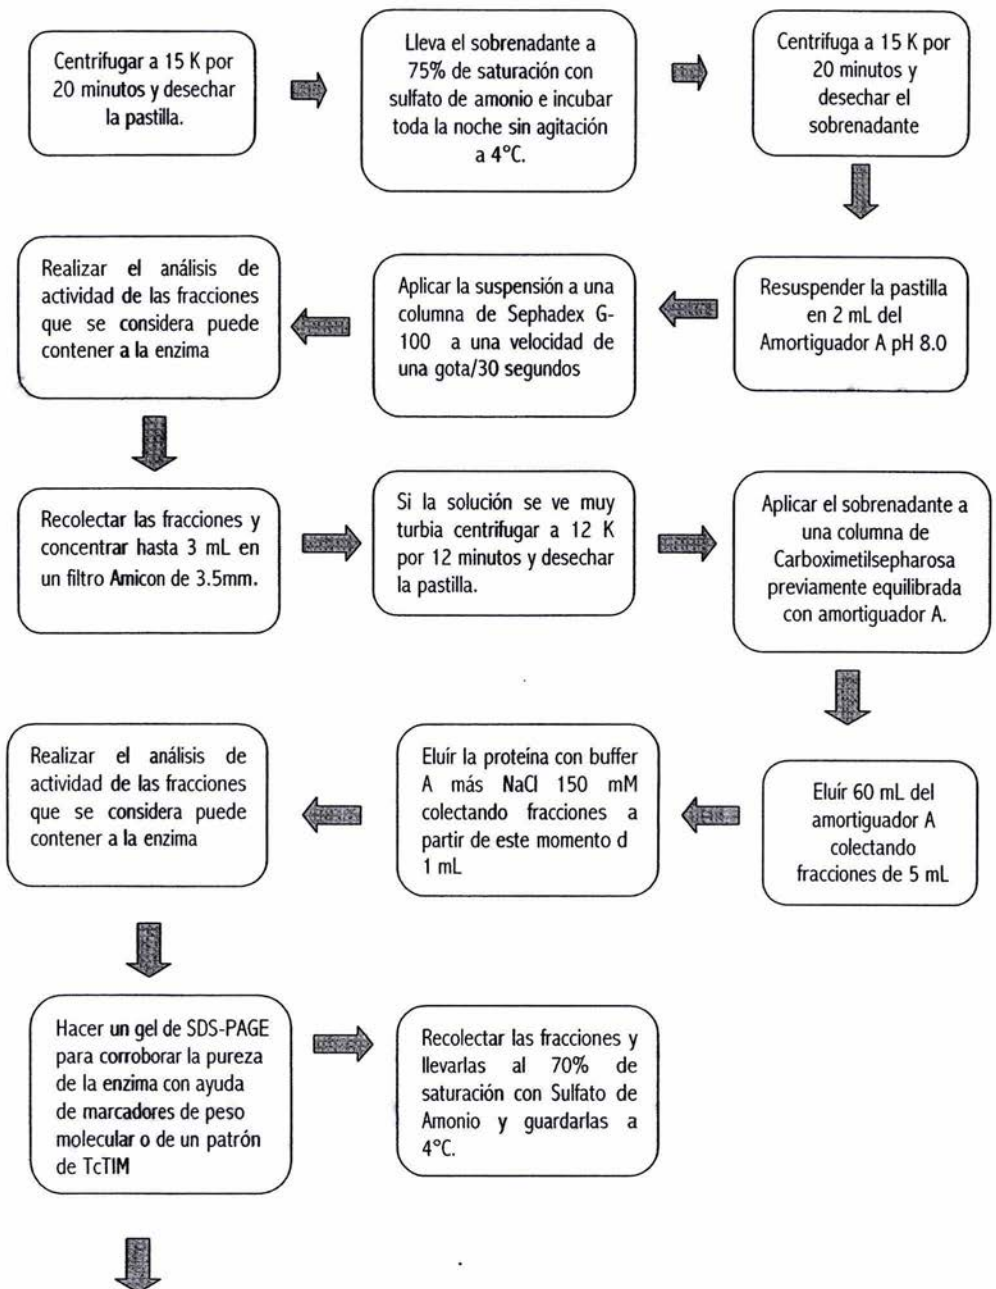 Centrifugar a 15 K por
20 minutos y desechar
la pastilla.
Lleva el sobrenadante a
75% de saturación con
sulfato de amonio e incubar
toda la noche sin agitación
a 4°C.
Centrifuga a 15 K por
20 minutos y
desechar el
sobrenadante
Resuspender la pastilla
en 2 mL del
Amortiguador A pH 8.0
Aplicar la suspensión a una
columna de Sephadex G-
100 a una velocidad de
una gota/30 segundos
Realizar el análisis de
actividad de las fracciones
que se considera puede
contener a la enzima
Recolectar las fracciones y
concentrar hasta 3 mL en
un filtro Amicon de 3.5mm.
Si la solución se ve muy
turbia centrifugar a 12 K
por 12 minutos y desechar
la pastilla.
Aplicar el sobrenadante a
una columna de
Carboximetilsepharosa
previamente equilibrada
con amortiguador A.
Eluír 60 mL del
amortiguador A
colectando
fracciones de 5 mL
Eluír la proteína con buffer
A más NaCl 150 mM
colectando fracciones a
partir de este momento d
1 mL
Realizar el análisis de
actividad de las fracciones
que se considera puede
contener a la enzima
Hacer un gel de SDS-PAGE
para corroborar la pureza
de la enzima con ayuda
de marcadores de peso
molecular o de un patrón
de TcTIM
Recolectar las fracciones y
llevarlas al 70% de
saturación con Sulfato de
Amonio y guardarlas a
4°C.